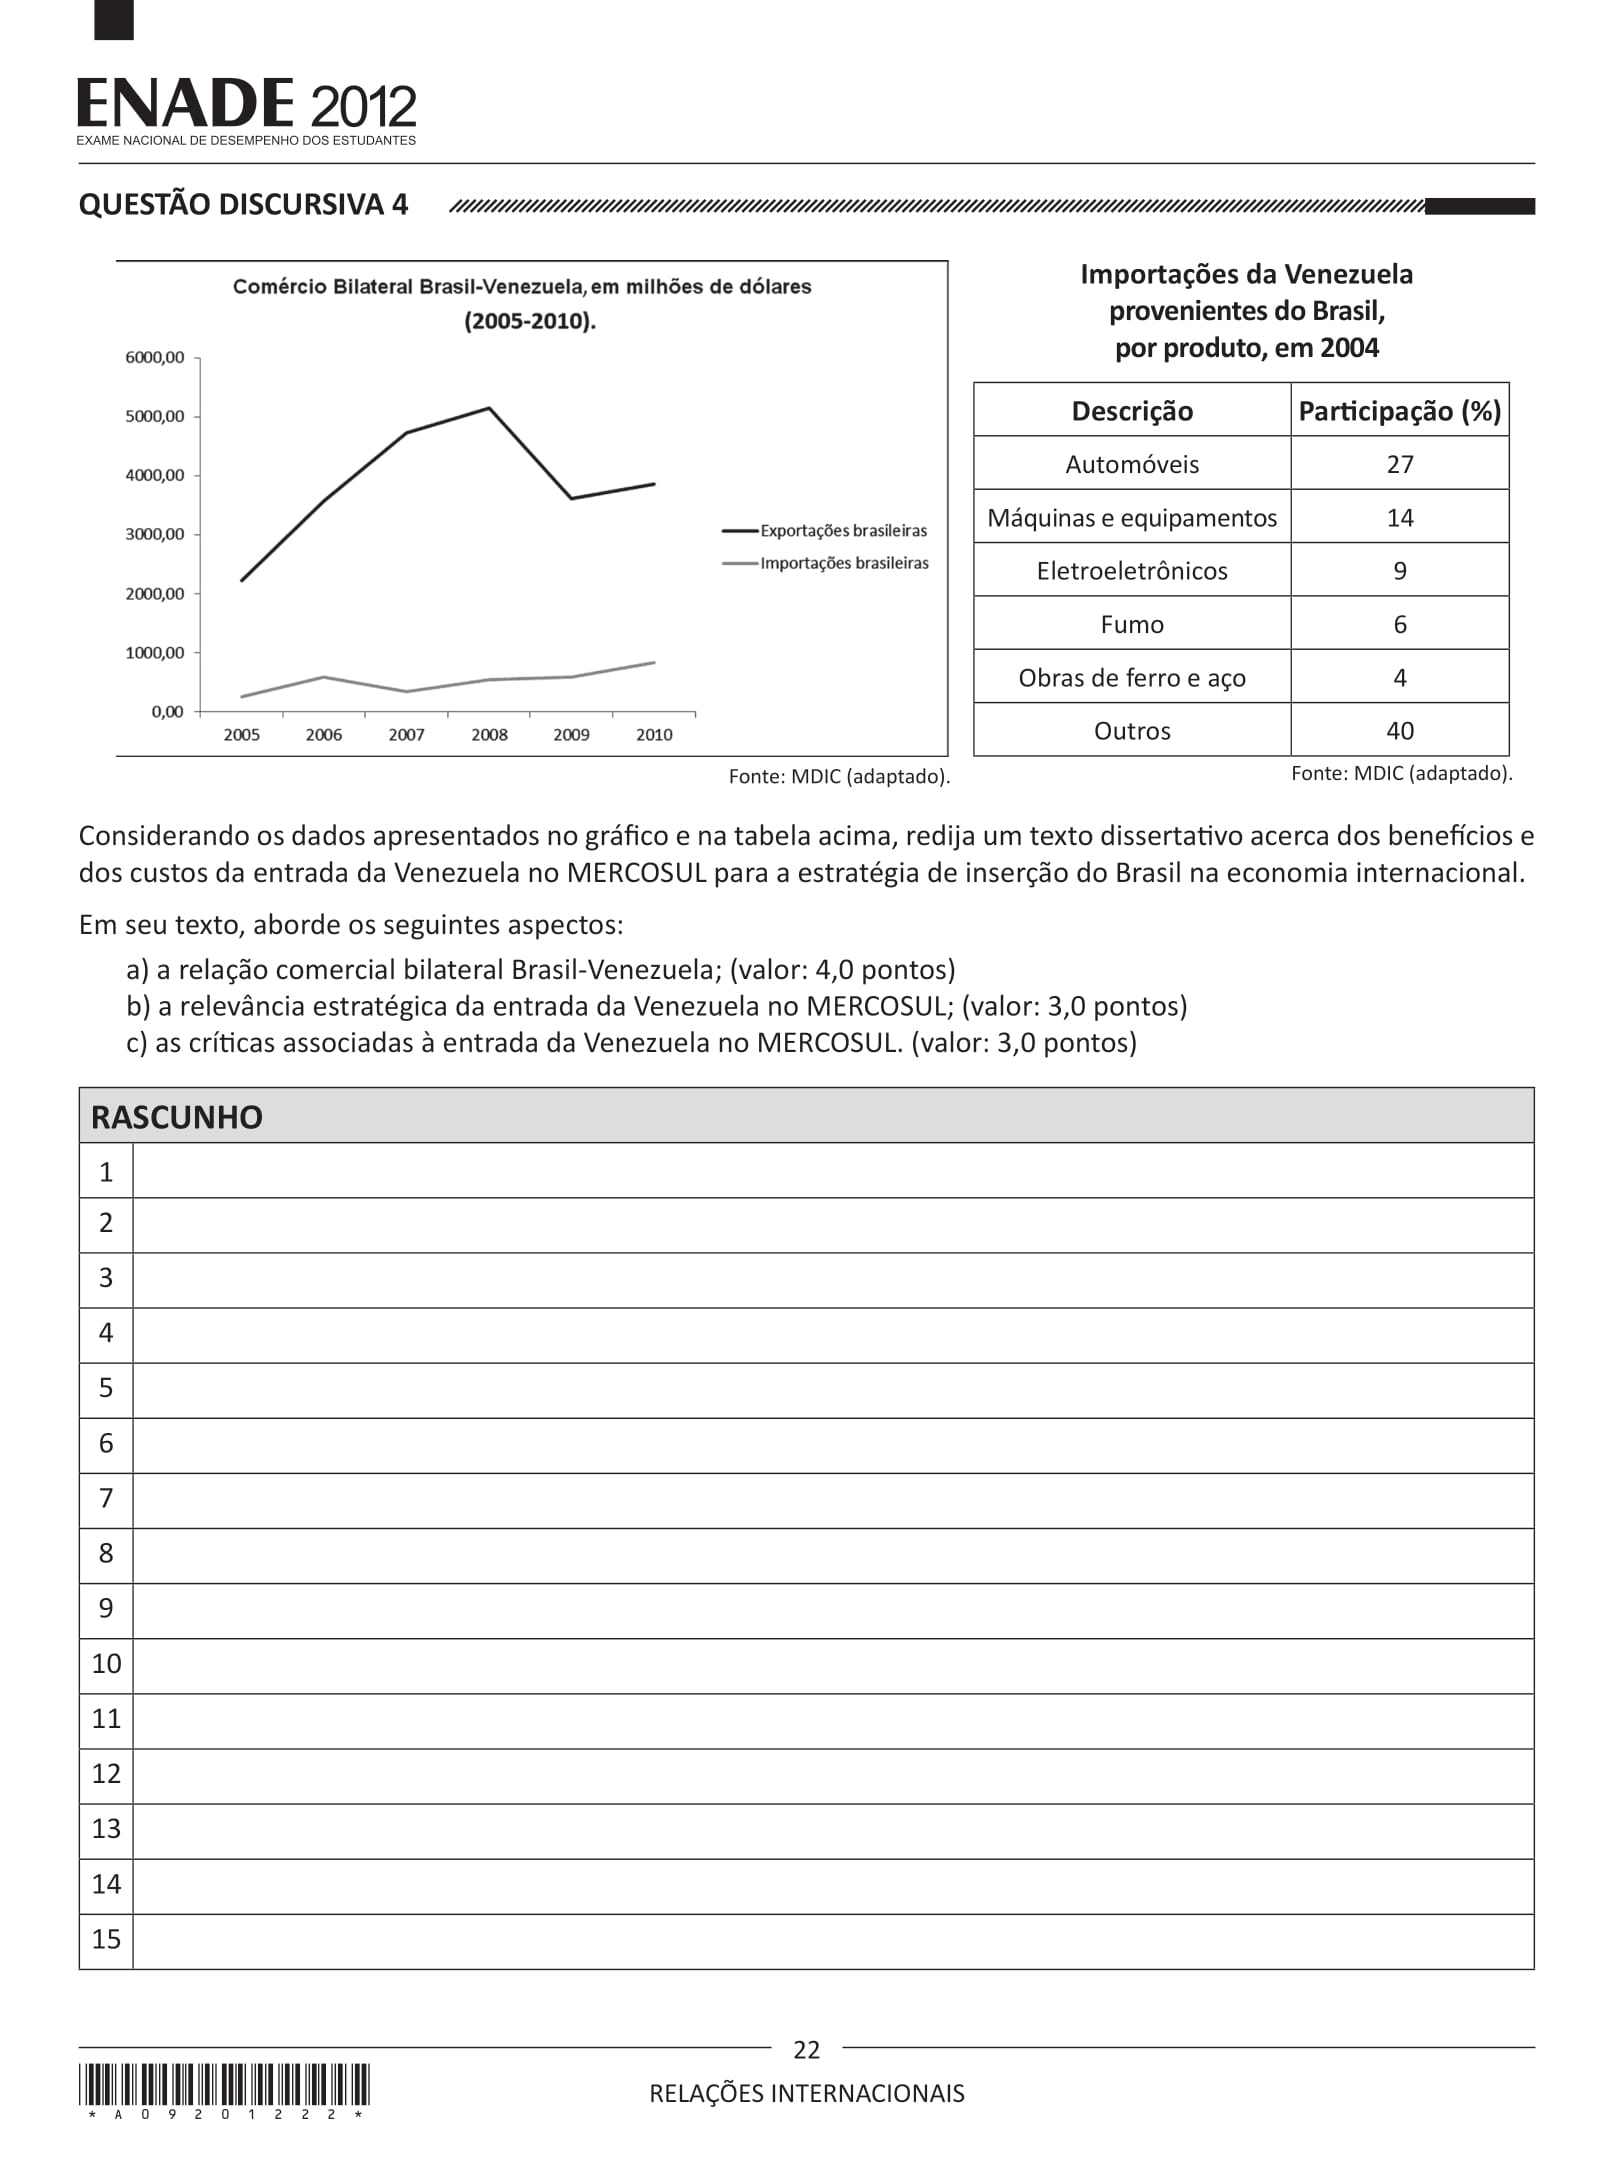 ENADE 2012
EXAME NACIONAL DE DESEMPENHO DOS ESTUDANTES
QUESTÃO DISCURSIVA 4
Comércio Bilateral Brasil-Venezuela, em milhões de dólares
(2005-2010).
6000,00
5000,00
4000,00
3000,00
2000,00
1000,00
0,00
2005 2006 2007 2008 2009 2010
Exportações brasileiras
Importações brasileiras
Fonte: MDIC (adaptado).
Importações da Venezuela
provenientes do Brasil,
por produto, em 2004
Descrição Participação (%)
Automóveis 27
Máquinas e equipamentos 14
Eletroeletrônicos 9
Fumo 6
Obras de ferro e aço 4
Outros 40
Fonte: MDIC (adaptado).
Considerando os dados apresentados no gráfico e na tabela acima, redija um texto dissertativo acerca dos benefícios e
dos custos da entrada da Venezuela no MERCOSUL para a estratégia de inserção do Brasil na economia internacional.
Em seu texto, aborde os seguintes aspectos:
a) a relação comercial bilateral Brasil-Venezuela; (valor: 4,0 pontos)
b) a relevância estratégica da entrada da Venezuela no MERCOSUL; (valor: 3,0 pontos)
c) as críticas associadas à entrada da Venezuela no MERCOSUL. (valor: 3,0 pontos)
RASCUNHO
1
2
3
4
5
6
7
8
9
10
11
12
13
14
15
22
RELAÇÕES INTERNACIONAIS
* A 0 9 2 0 1 2 2 2 *